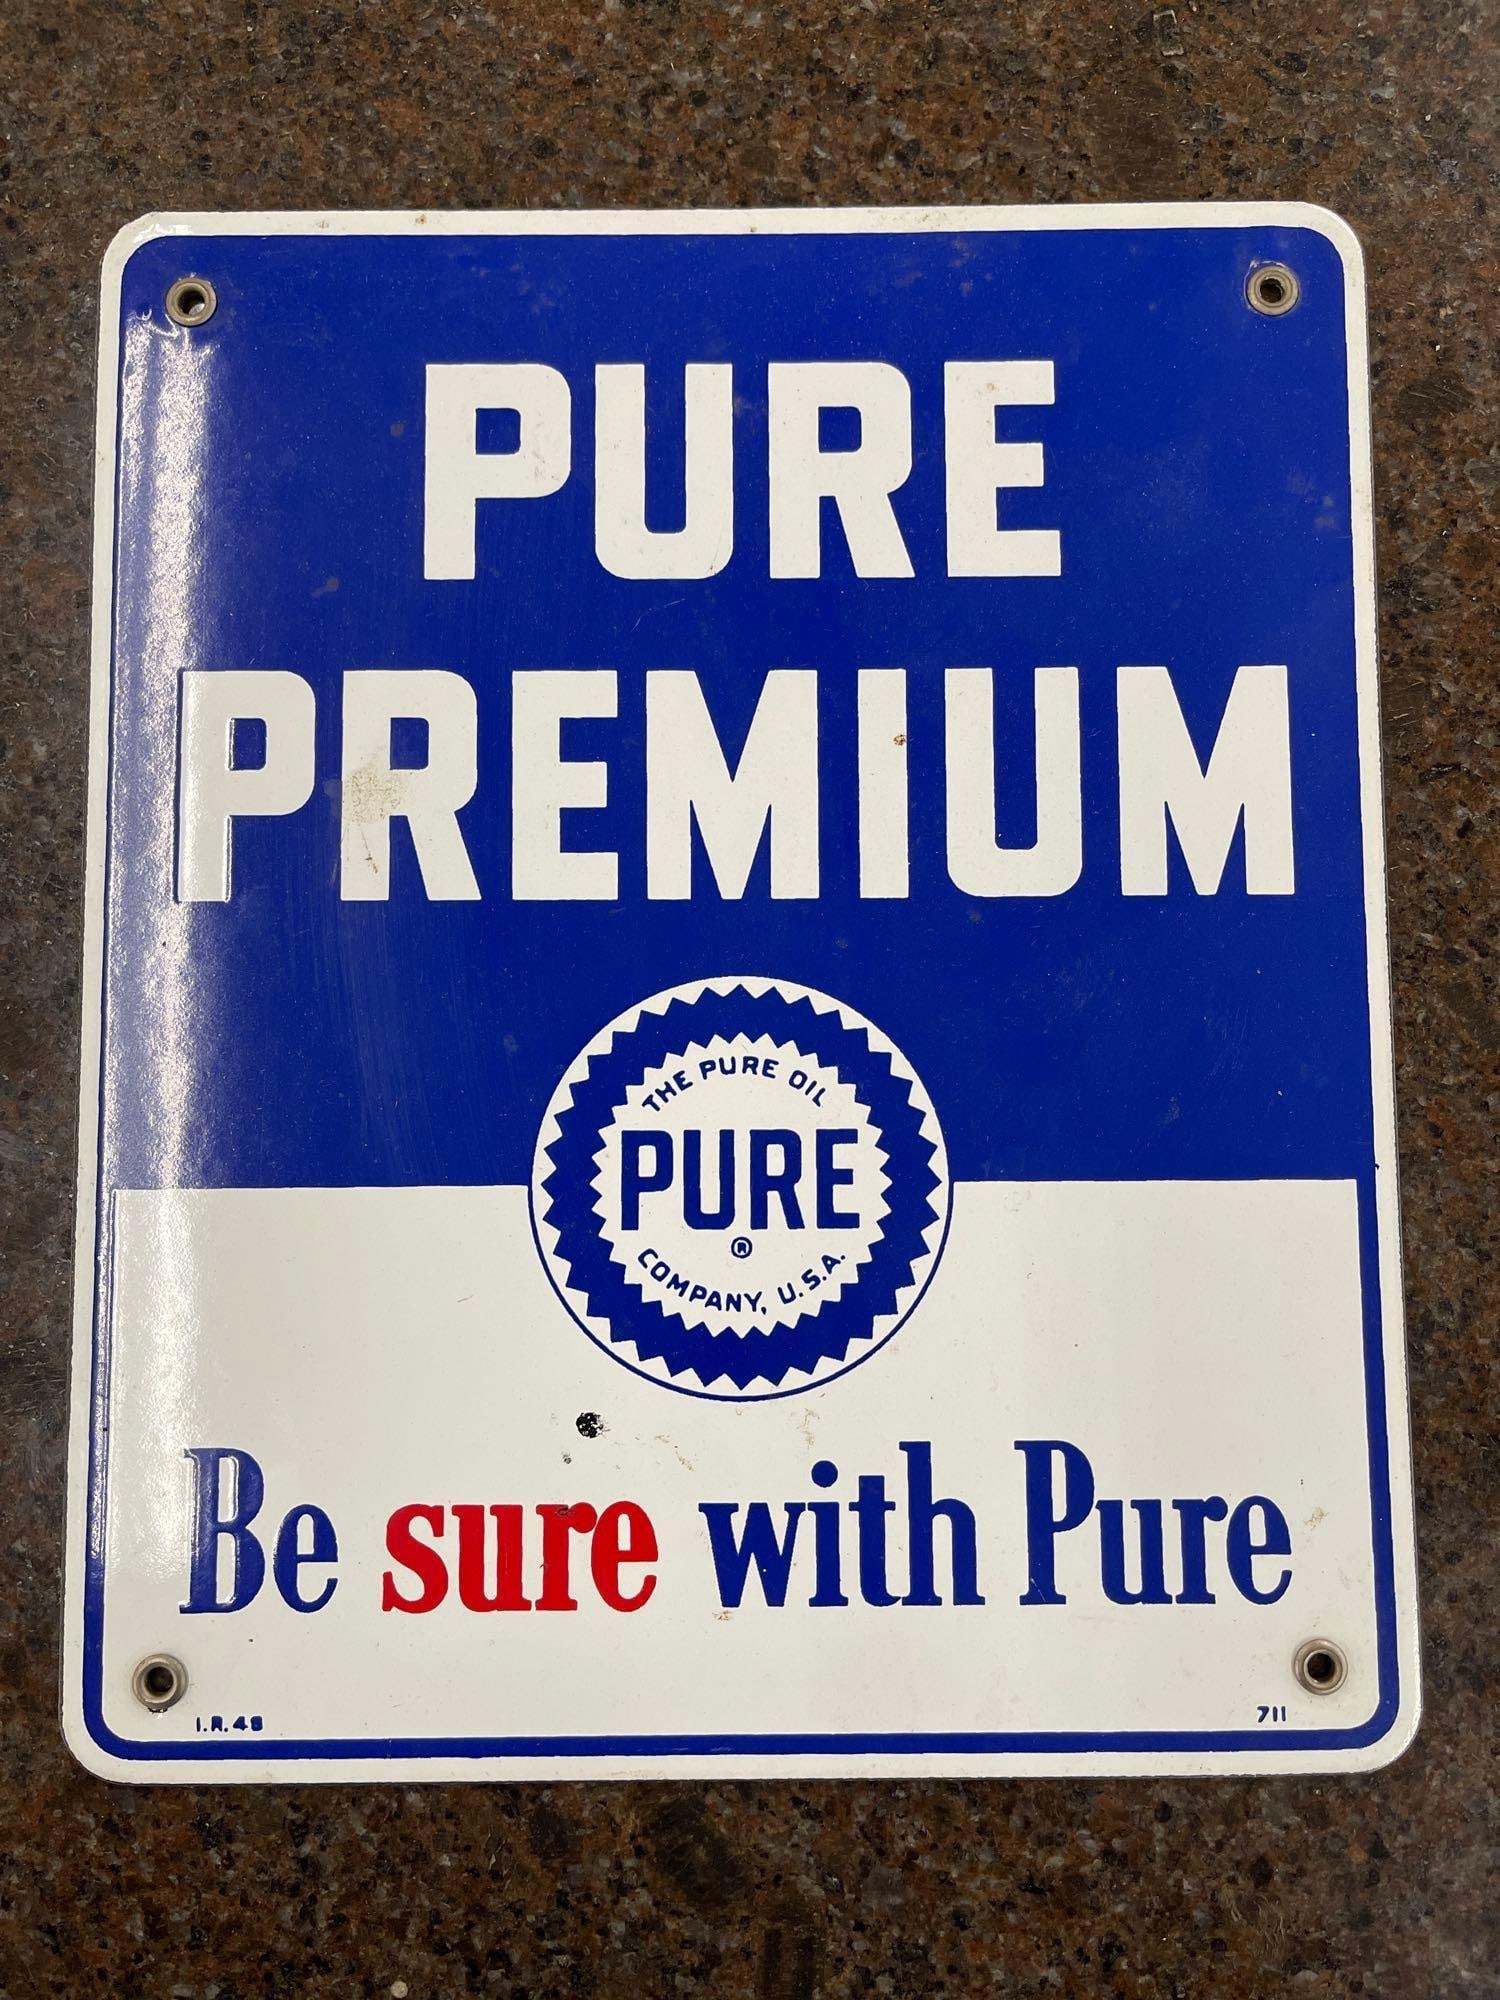 PURE
PREMIUM
THE PURE OIL
PURE
®
COMPANY, U.S.A.
Be sure with Pure
I.R.48
711